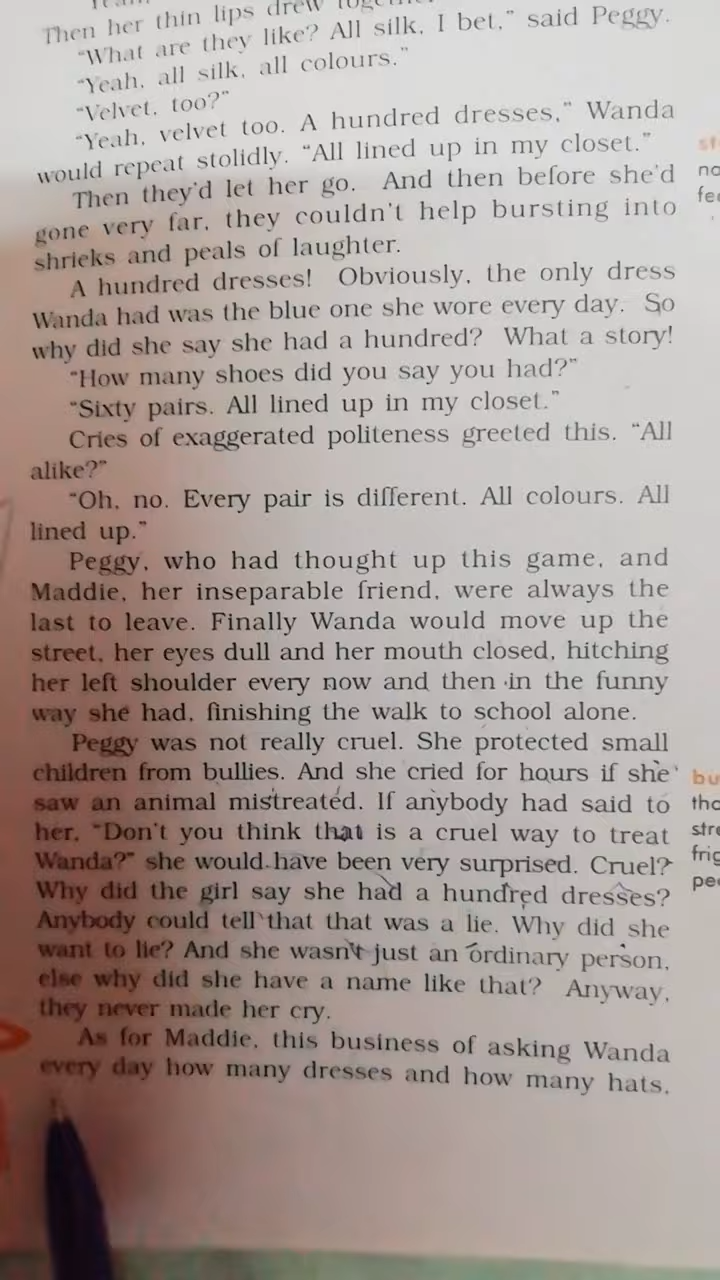 Then her thin lips drew
"What are they like? All silk, I bet," said Peggy.
"Yeah, all silk, all colours."
"Velvet, too?"
"Yeah, velvet too. A hundred dresses," Wanda
would repeat stolidly. "All lined up in my closet."
Then they'd let her go. And then before she'd
gone very far, they couldn't help bursting into
shrieks and peals of laughter.
A hundred dresses! Obviously, the only dress
Wanda had was the blue one she wore every day. So
why did she say she had a hundred? What a story!
"How many shoes did you say you had?"
"Sixty pairs. All lined up in my closet."
Cries of exaggerated politeness greeted this. "All
alike?"
"Oh, no. Every pair is different. All colours. All
lined up."
Peggy, who had thought up this game, and
Maddie, her inseparable friend, were always the
last to leave. Finally Wanda would move up the
street, her eyes dull and her mouth closed, hitching
her left shoulder every now and then in the funny
way she had, finishing the walk to school alone.
Peggy was not really cruel. She protected small
children from bullies. And she cried for hours if she
saw an animal mistreated. If anybody had said to
her, "Don't you think that is a cruel way to treat
Wanda?" she would have been very surprised. Cruel?
Why did the girl say she had a hundred dresses?
Anybody could tell that that was a lie. Why did she
want to lie? And she wasn't just an ordinary person,
else why did she have a name like that? Anyway,
they never made her cry.
As for Maddie, this business of asking Wanda
every day how many dresses and how many hats,